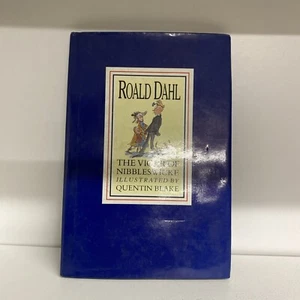 ROALD DAHL
THE VICAR OF
NIBBLESWICKE
ILLUSTRATED BY
QUENTIN BLAKE